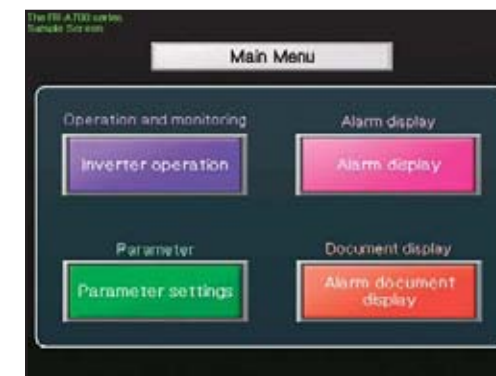 The FR-A700 series
Sample Screen
Main Menu
Operation and monitoring
Alarm display
Inverter operation
Alarm display
Parameter
Document display
Parameter settings
Alarm document
display